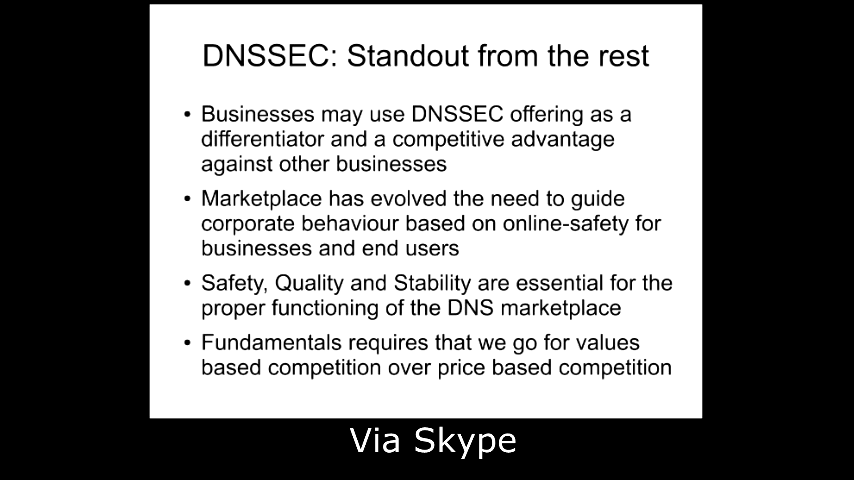 DNSSEC: Standout from the rest
• Businesses may use DNSSEC offering as a
differentiator and a competitive advantage
against other businesses
• Marketplace has evolved the need to guide
corporate behaviour based on online-safety for
businesses and end users
• Safety, Quality and Stability are essential for the
proper functioning of the DNS marketplace
• Fundamentals requires that we go for values
based competition over price based competition
Via Skype